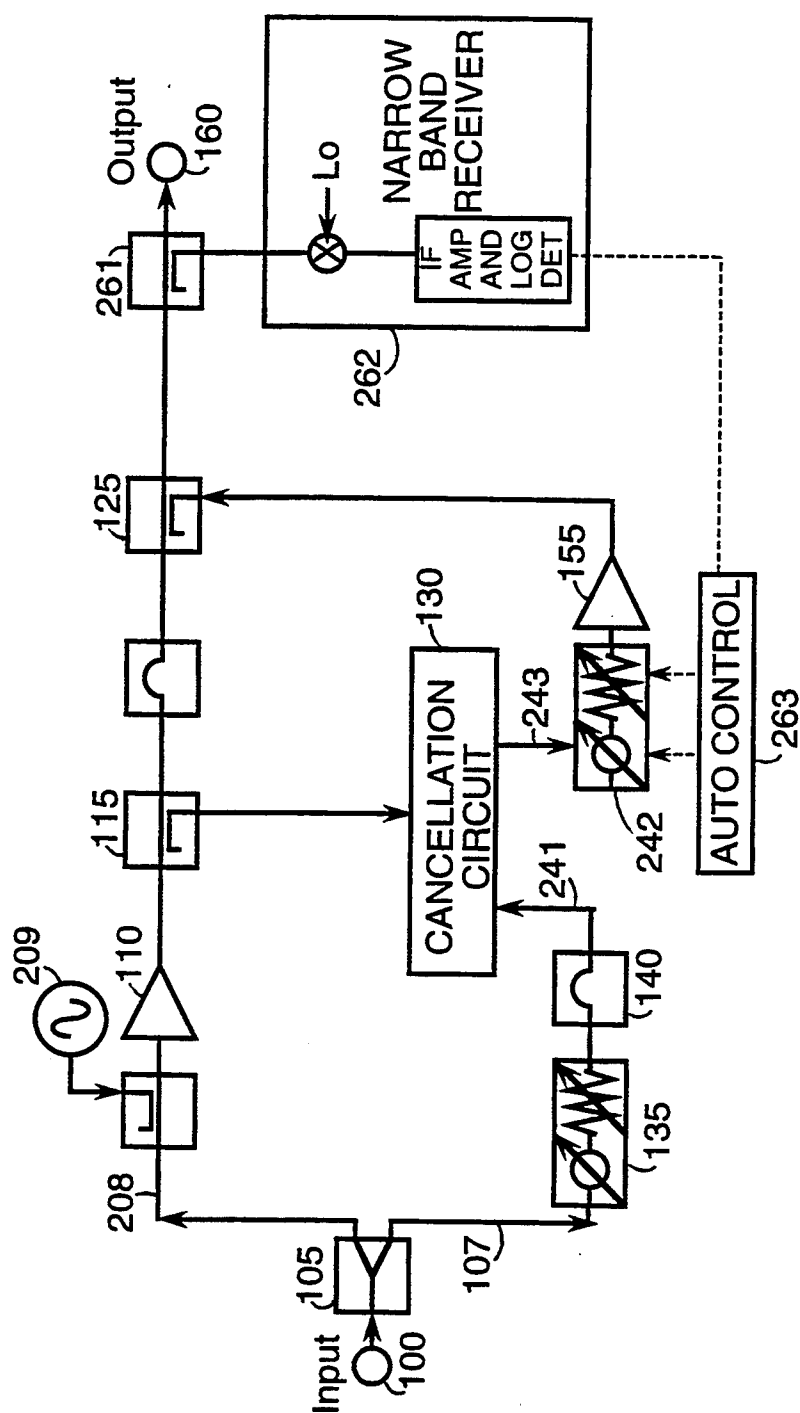 Input
100
105
107
208
209
110
115
125
261
Output
160
Lo
NARROW
BAND
RECEIVER
IF
AMP
AND
LOG
DET
262
CANCELLATION
CIRCUIT
130
241
243
135
140
242
155
AUTO CONTROL
263